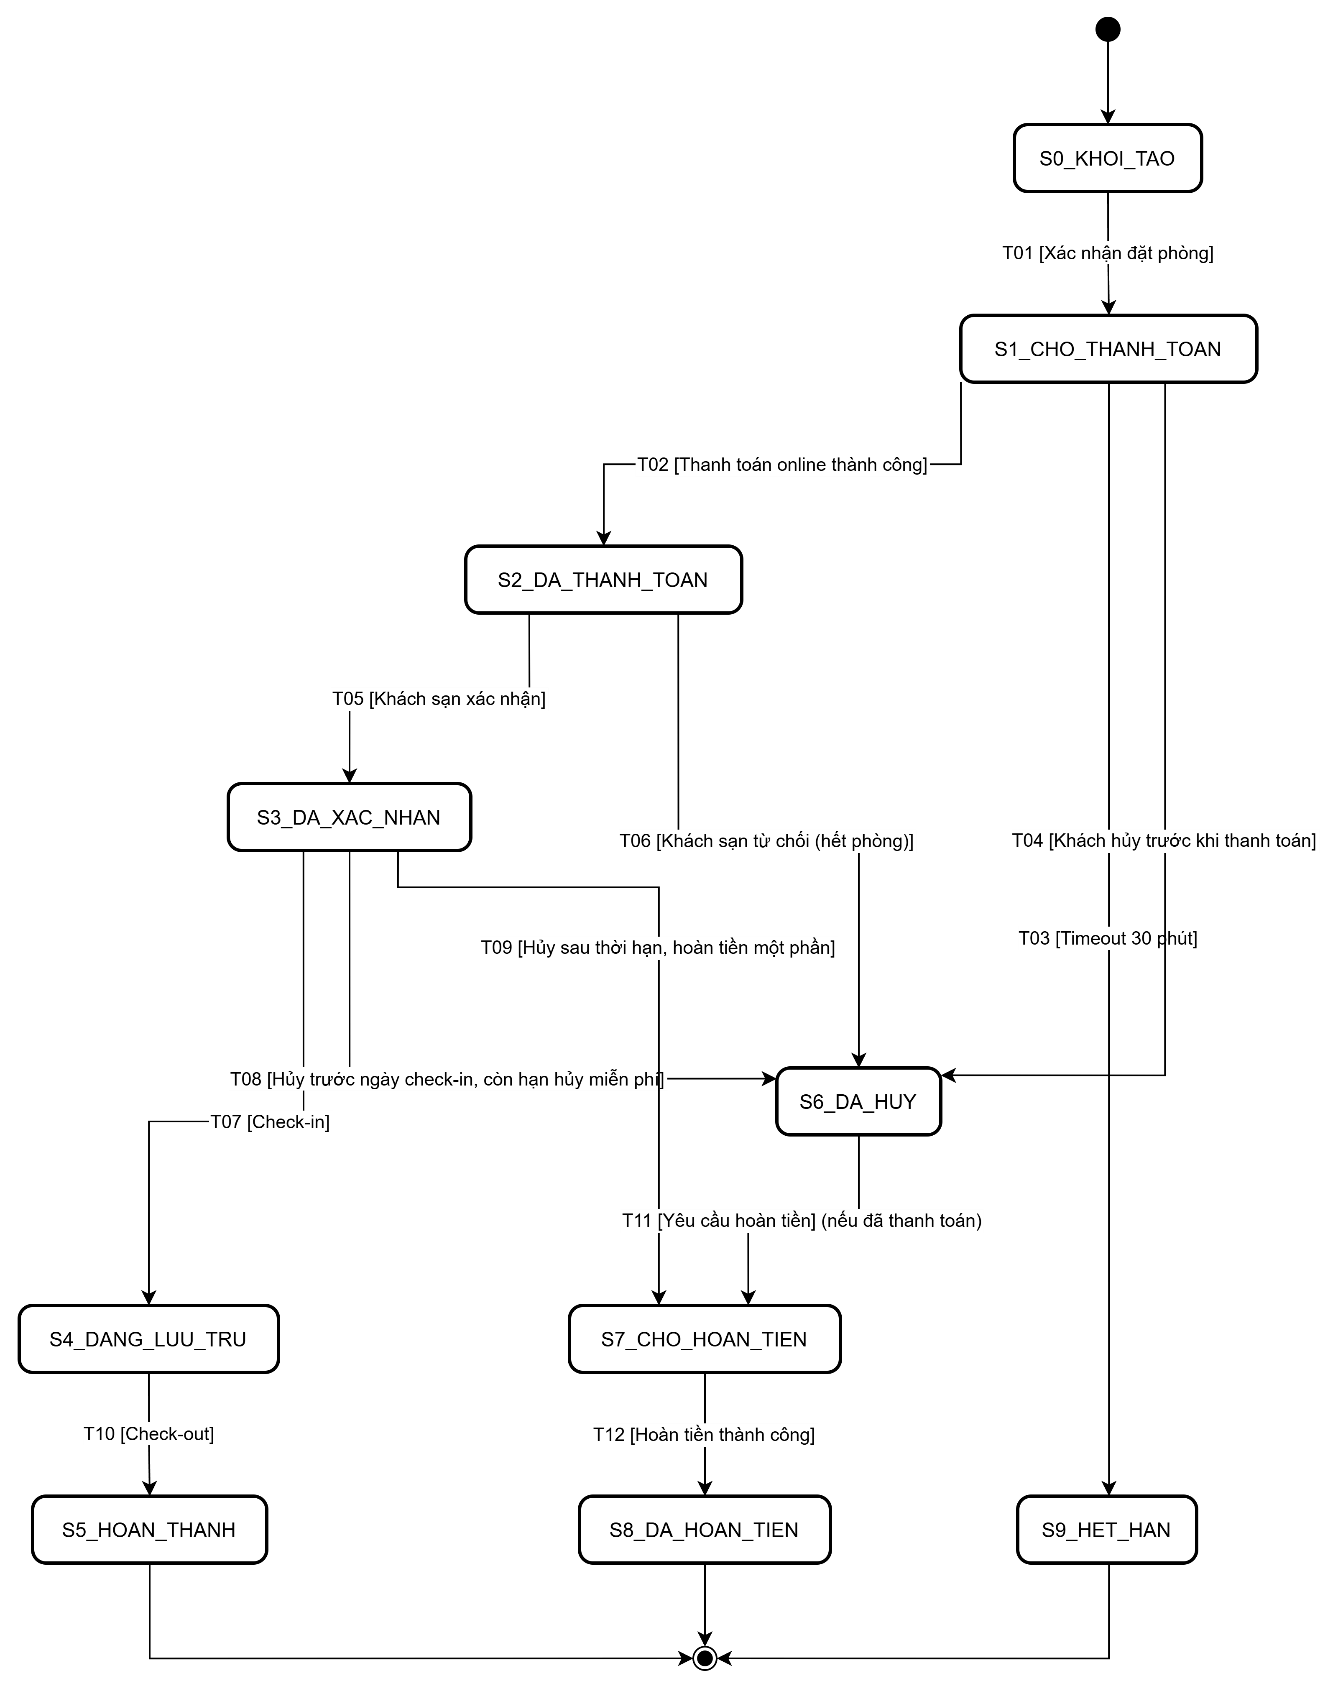 S0_KHOI_TAO
T01 [Xác nhận đặt phòng]
S1_CHO_THANH_TOAN
T02 [Thanh toán online thành công]
S2_DA_THANH_TOAN
T05 [Khách sạn xác nhận]
S3_DA_XAC_NHAN
T06 [Khách sạn từ chối (hết phòng)]
T04 [Khách hủy trước khi thanh toán]
T09 [Hủy sau thời hạn, hoàn tiền một phần]
T03 [Timeout 30 phút]
T08 [Hủy trước ngày check-in, còn hạn hủy miễn phí]
S6_DA_HUY
T07 [Check-in]
T11 [Yêu cầu hoàn tiền] (nếu đã thanh toán)
S4_DANG_LUU_TRU
S7_CHO_HOAN_TIEN
T10 [Check-out]
T12 [Hoàn tiền thành công]
S5_HOAN_THANH
S8_DA_HOAN_TIEN
S9_HET_HAN